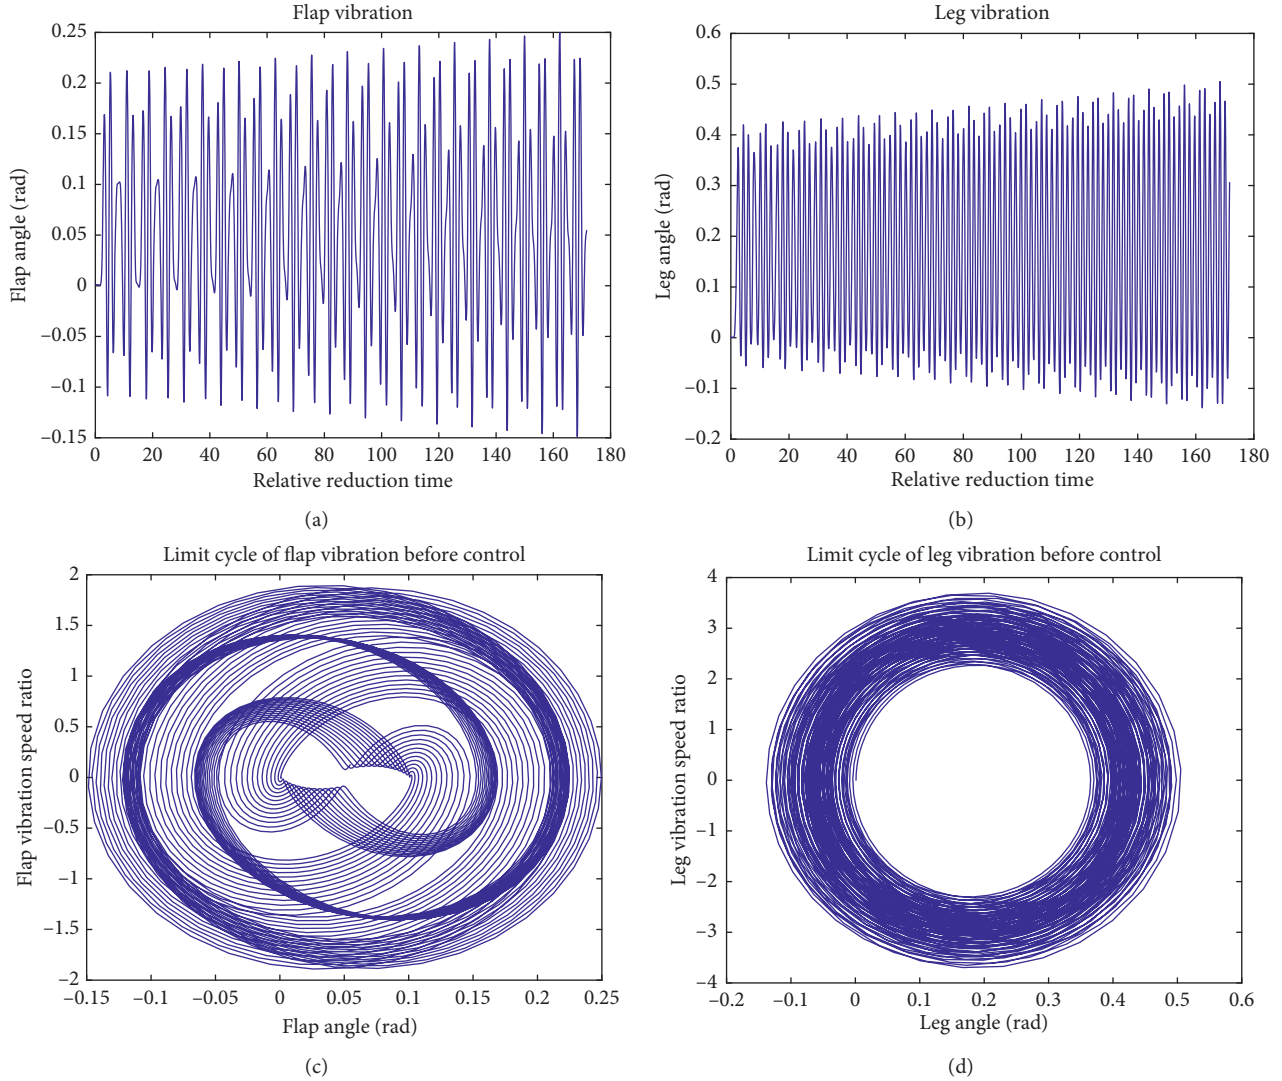 Flap vibration
0.25
0.2
0.15
0.1
0.05
0
−0.05
−0.1
−0.15
Flap angle (rad)
0 20 40 60 80 100 120 140 160 180
Relative reduction time
(a)
Leg vibration
0.6
0.5
0.4
0.3
0.2
0.1
0
−0.1
−0.2
Leg angle (rad)
0 20 40 60 80 100 120 140 160 180
Relative reduction time
(b)
Limit cycle of flap vibration before control
2
1.5
1
0.5
0
−0.5
−1
−1.5
−2
Flap vibration speed ratio
−0.15 −0.1 −0.05 0 0.05 0.1 0.15 0.2 0.25
Flap angle (rad)
(c)
Limit cycle of leg vibration before control
4
3
2
1
0
−1
−2
−3
−4
Leg vibration speed ratio
−0.2 −0.1 0 0.1 0.2 0.3 0.4 0.5 0.6
Leg angle (rad)
(d)